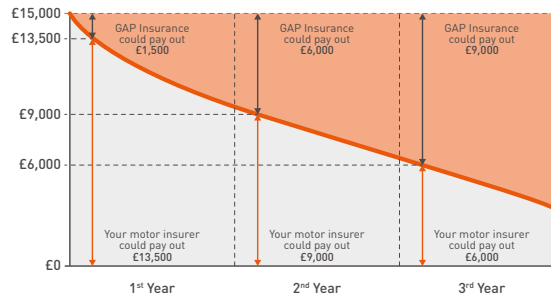 £15,000
£13,500
£9,000
£6,000
£0
GAP Insurance
could pay out
£1,500
GAP Insurance
could pay out
£6,000
GAP Insurance
could pay out
£9,000
Your motor insurer
could pay out
£13,500
Your motor insurer
could pay out
£9,000
Your motor insurer
could pay out
£6,000
1st Year
2nd Year
3rd Year